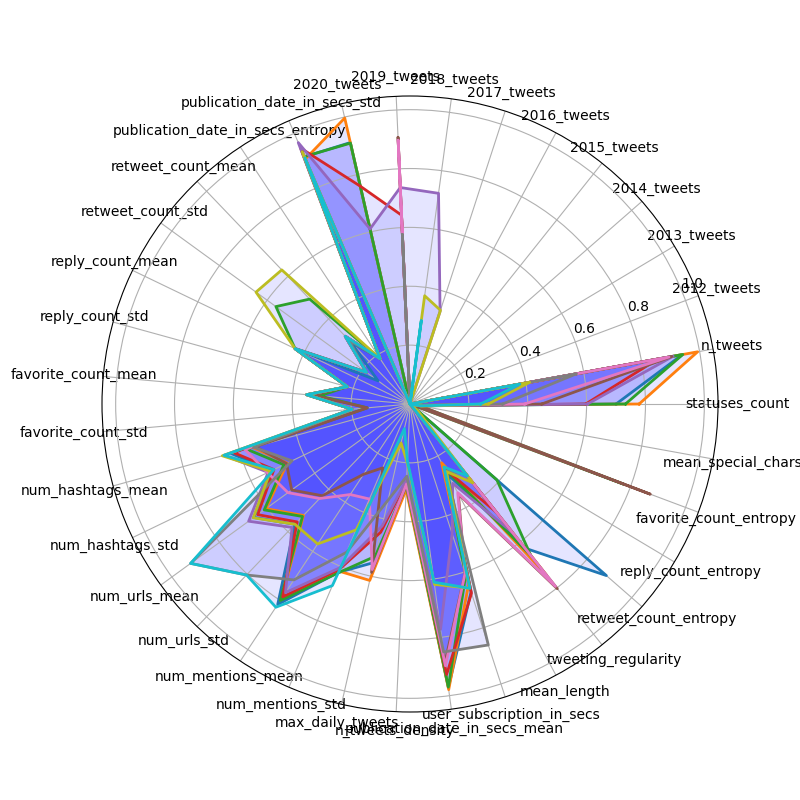 2019_tweets
2018_tweets
2020_tweets
2017_tweets
publication_date_in_secs_std
2016_tweets
publication_date_in_secs_entropy
2015_tweets
retweet_count_mean
2014_tweets
retweet_count_std
2013_tweets
reply_count_mean
2012_tweets
1.0
0.8
reply_count_std
0.6
n_tweets
0.4
favorite_count_mean
0.2
statuses_count
favorite_count_std
mean_special_chars
num_hashtags_mean
favorite_count_entropy
num_hashtags_std
reply_count_entropy
num_urls_mean
retweet_count_entropy
num_urls_std
tweeting_regularity
num_mentions_mean
mean_length
num_mentions_std
user_subscription_in_secs
max_daily_tweets
publication_date_in_secs_mean
n_tweets_density